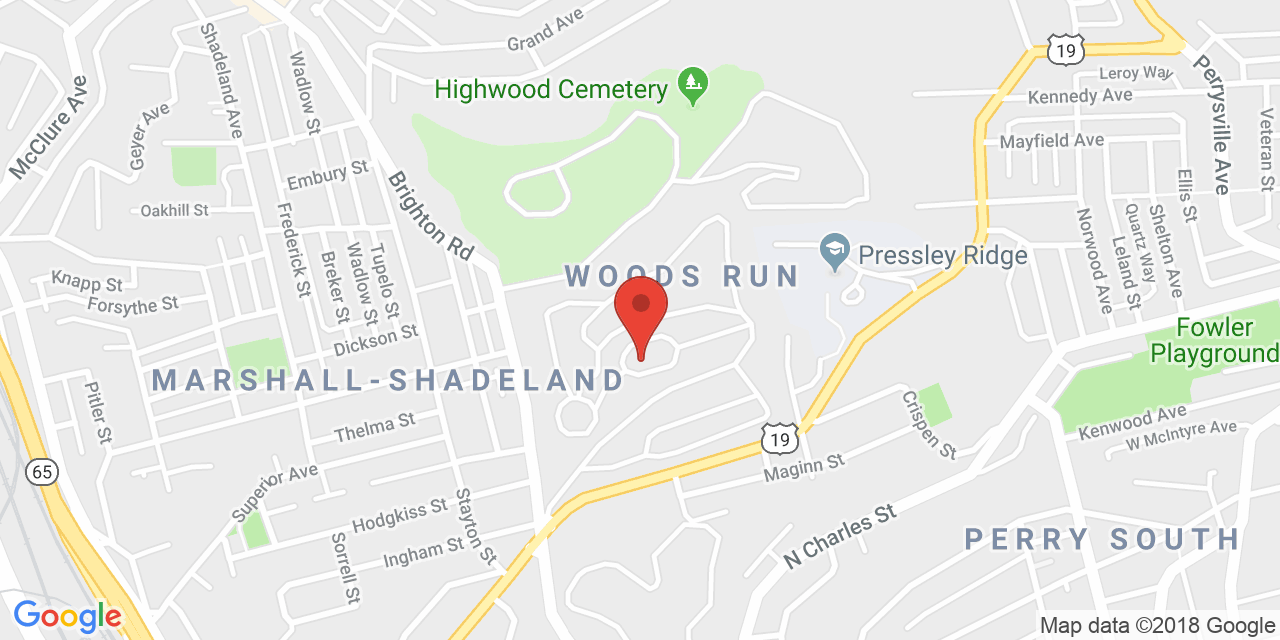 Grand Ave
McClure Ave
Shadeland Ave
Wadlow St
Geyer Ave
Highwood Cemetery
19
Perrysville Ave
Leroy Way
Kennedy Ave
Veteran St
Mayfield Ave
Embury St
Brighton Rd
Oakhill St
Ellis St
Frederick St
Wadlow St
Tupelo St
Breker St
Norwood Ave
Quartz Way
Leland St
Shelton Ave
Pressley Ridge
WOODS RUN
Knapp St
Forsythe St
Dickson St
Fowler
Playground
MARSHALL-SHADELAND
Pitler St
Thelma St
Crispen St
Kenwood Ave
W McIntyre Ave
19
65
Superior Ave
Maginn St
Stayton St
Hodgkiss St
N Charles St
PERRY SOUTH
Sorrell St
Ingham St
Google
Map data ©2018 Google